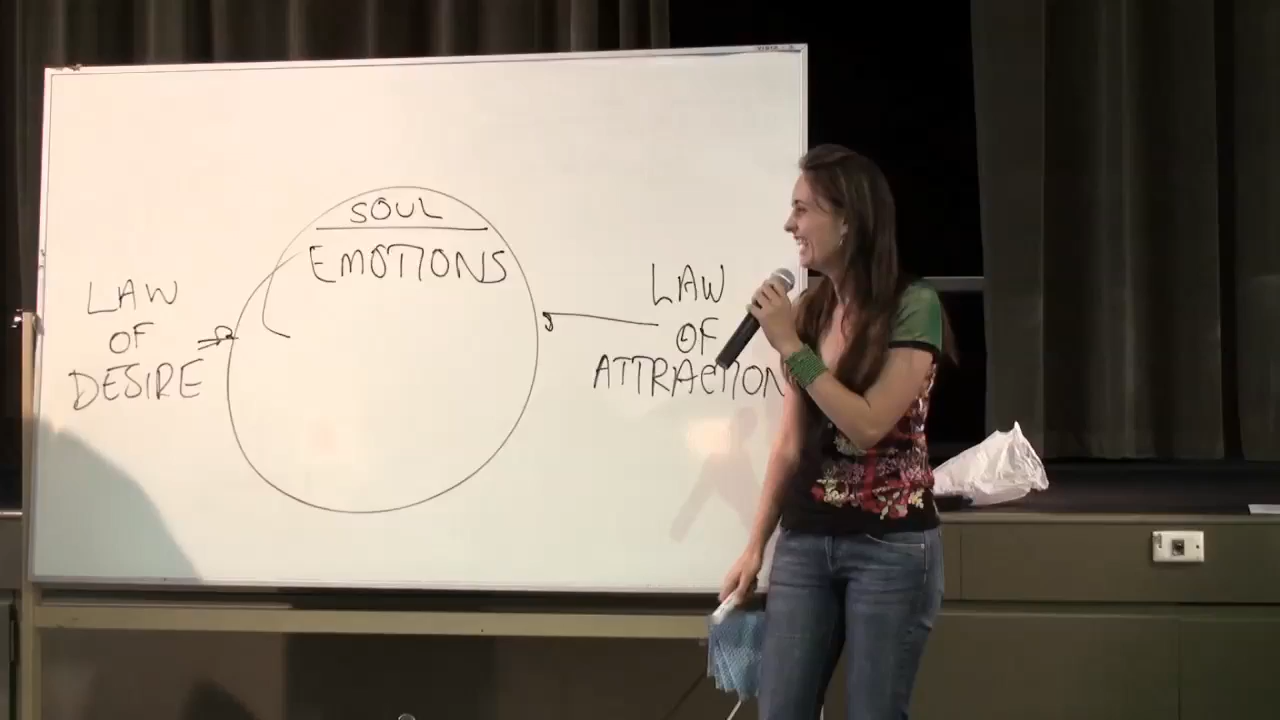 SOUL
EMOTIONS
LAW
OF
DESIRE
LAW
OF
ATTRACTION